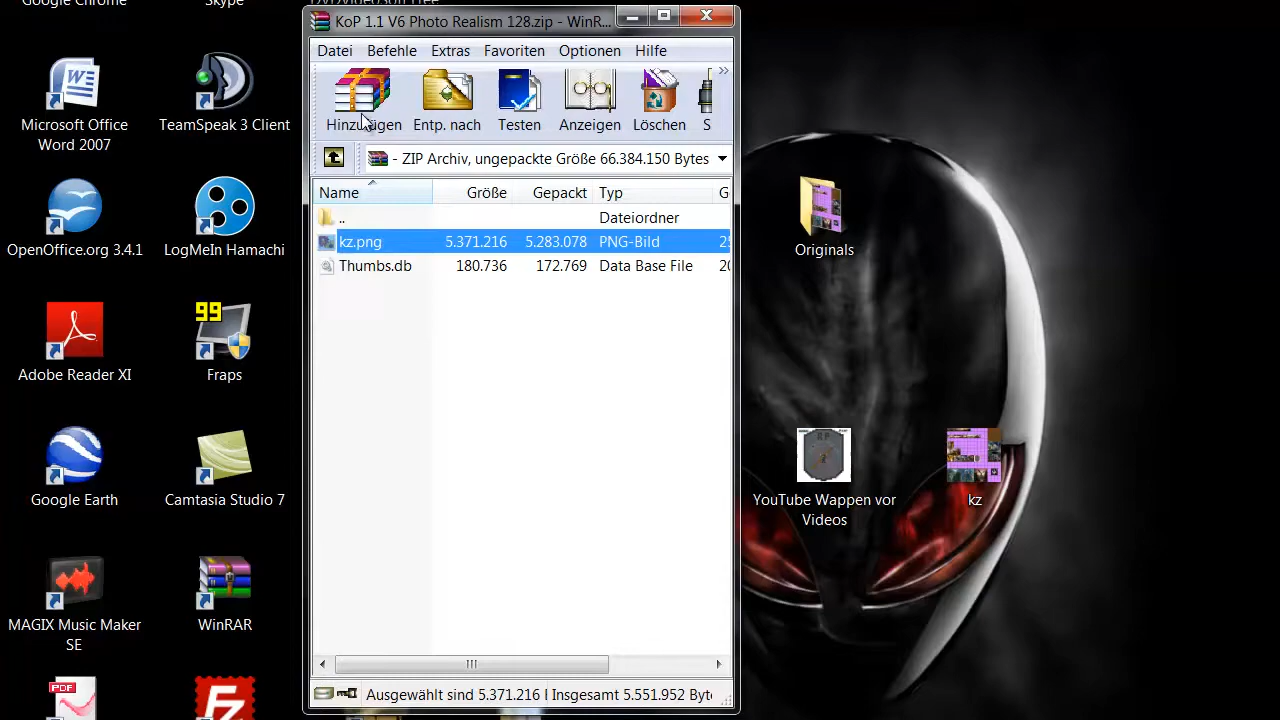 Skype
KoP 1.1 V6 Photo Realism 128.zip - WinR...
Datei Befehle Extras Favoriten Optionen Hilfe
Hinzufügen Entp. nach Testen Anzeigen Löschen S
- ZIP Archiv, ungepackte Größe 66.384.150 Bytes
Name Größe Gepackt Typ G
.. Dateiordner
kz.png 5.371.216 5.283.078 PNG-Bild 2
Thumbs.db 180.736 172.769 Data Base File 20
Ausgewählt sind 5.371.216 Insgesamt 5.551.952 Byt
Google Chrome
Microsoft Office
Word 2007
TeamSpeak 3 Client
OpenOffice.org 3.4.1
LogMeIn Hamachi
99
Adobe Reader XI
Fraps
Google Earth
Camtasia Studio 7
MAGIX Music Maker
SE
WinRAR
PDF
Fz
Originals
RP
YouTube Wappen vor
Videos
kz